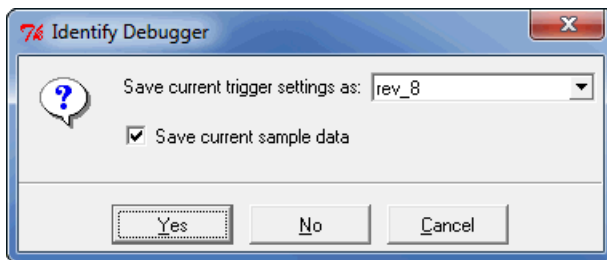 Identify Debugger
Save current trigger settings as: rev_8
Save current sample data
Yes No Cancel